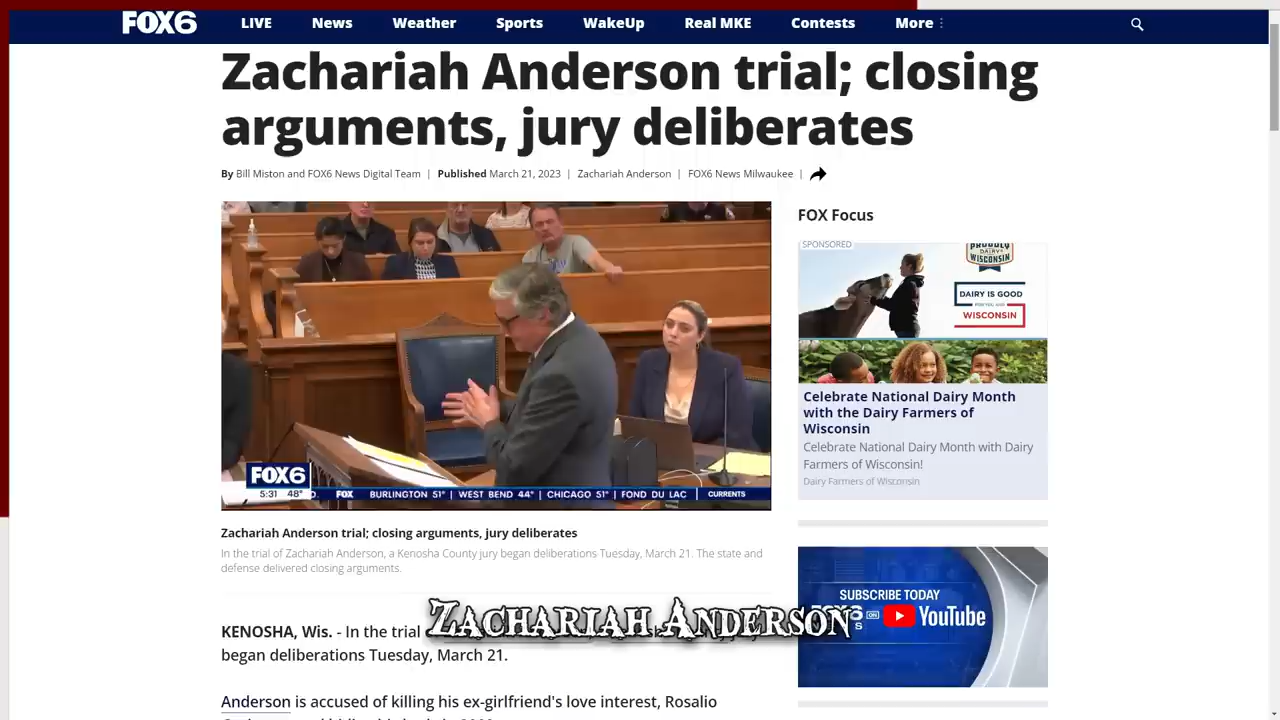 FOX6
LIVE
News
Weather
Sports
WakeUp
Real MKE
Contests
More
Zachariah Anderson trial; closing
arguments, jury deliberates
By Bill Miston and FOX6 News Digital Team | Published March 21, 2023 | Zachariah Anderson | FOX6 News Milwaukee |
FOX6
5:31 48°
FOX
BURLINGTON 51° | WEST BEND 44° | CHICAGO 51° | FOND DU LAC
CURRENTS
Zachariah Anderson trial; closing arguments, jury deliberates
In the trial of Zachariah Anderson, a Kenosha County jury began deliberations Tuesday, March 21. The state and
defense delivered closing arguments.
KENOSHA, Wis. - In the trial
ZACHARIAH ANDERSON
began deliberations Tuesday, March 21.
Anderson is accused of killing his ex-girlfriend's love interest, Rosalio
FOX Focus
SPONSORED
PROUDLY
WISCONSIN
DAIRY IS GOOD
FOR YOU AND
WISCONSIN
Celebrate National Dairy Month
with the Dairy Farmers of
Wisconsin
Celebrate National Dairy Month with Dairy
Farmers of Wisconsin!
Dairy Farmers of Wisconsin
SUBSCRIBE TODAY
ON
YouTube